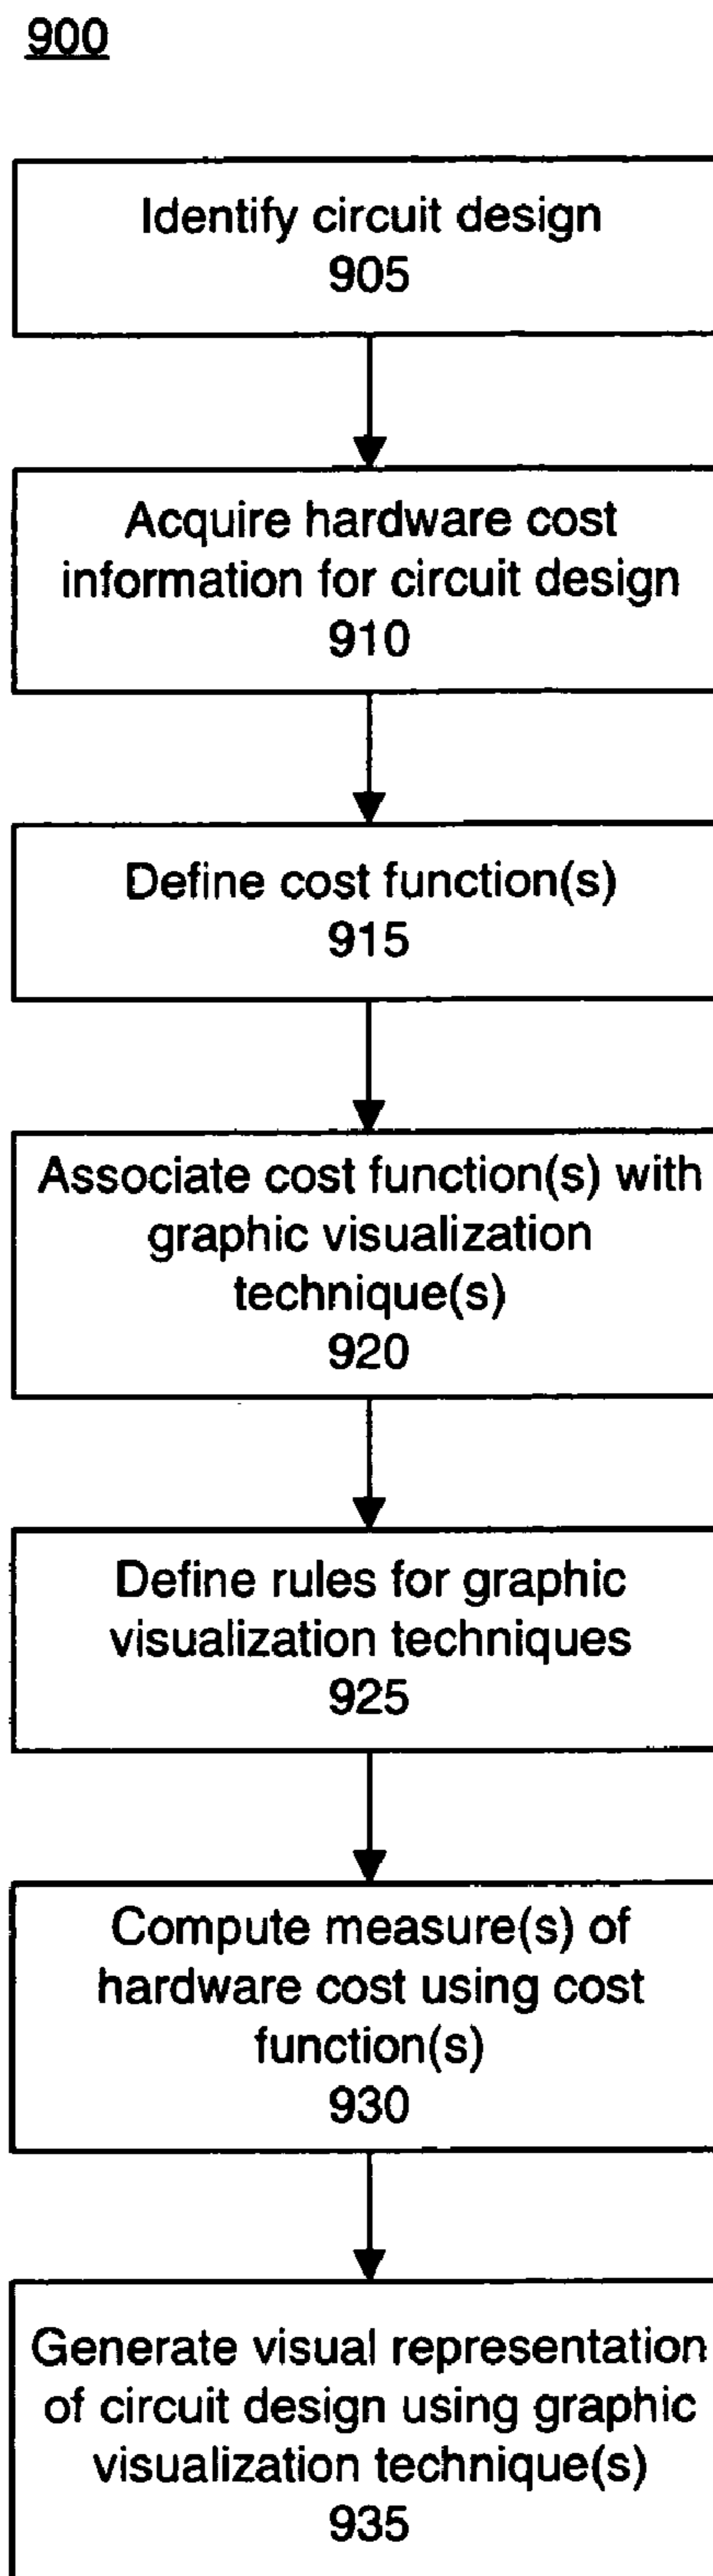 900
Identify circuit design
905
Acquire hardware cost
information for circuit design
910
Define cost function(s)
915
Associate cost function(s) with
graphic visualization
technique(s)
920
Define rules for graphic
visualization techniques
925
Compute measure(s) of
hardware cost using cost
function(s)
930
Generate visual representation
of circuit design using graphic
visualization technique(s)
935